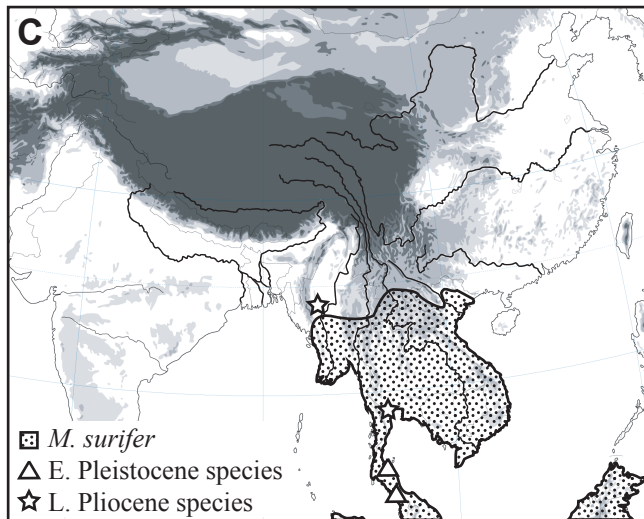 C
M. surifer
E. Pleistocene species
L. Pliocene species